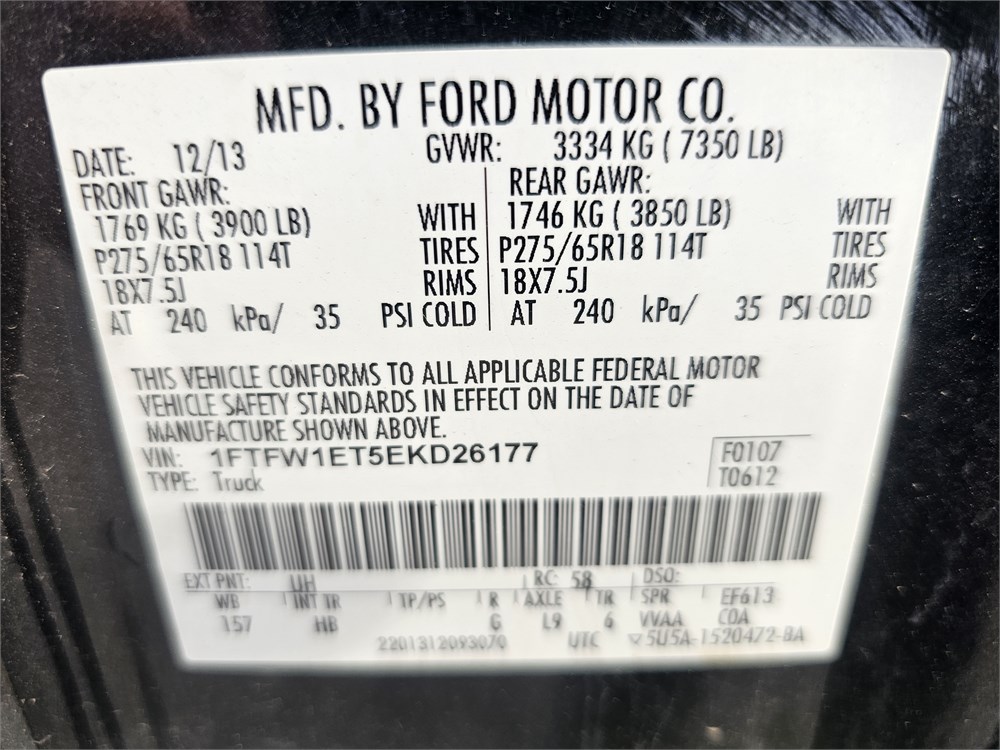 MFD. BY FORD MOTOR CO.
DATE: 12/13 GVWR: 3334 KG ( 7350 LB)
FRONT GAWR: REAR GAWR:
1769 KG ( 3900 LB) WITH 1746 KG ( 3850 LB) WITH
P275/65R18 114T TIRES P275/65R18 114T TIRES
18X7.5J RIMS 18X7.5J RIMS
AT 240 kPa/ 35 PSI COLD AT 240 kPa/ 35 PSI COLD
THIS VEHICLE CONFORMS TO ALL APPLICABLE FEDERAL MOTOR
VEHICLE SAFETY STANDARDS IN EFFECT ON THE DATE OF
MANUFACTURE SHOWN ABOVE.
VIN: 1FTFW1ET5EKD26177 F0107
TYPE: Truck T0612
EXT PNT: UH RC: 58 DSO:
WB INT TR TP/PS R AXLE TR SPR EF613
157 HB G L9 6 VVAA COA
2201312093070 UTC 5U5A-1520472-BA